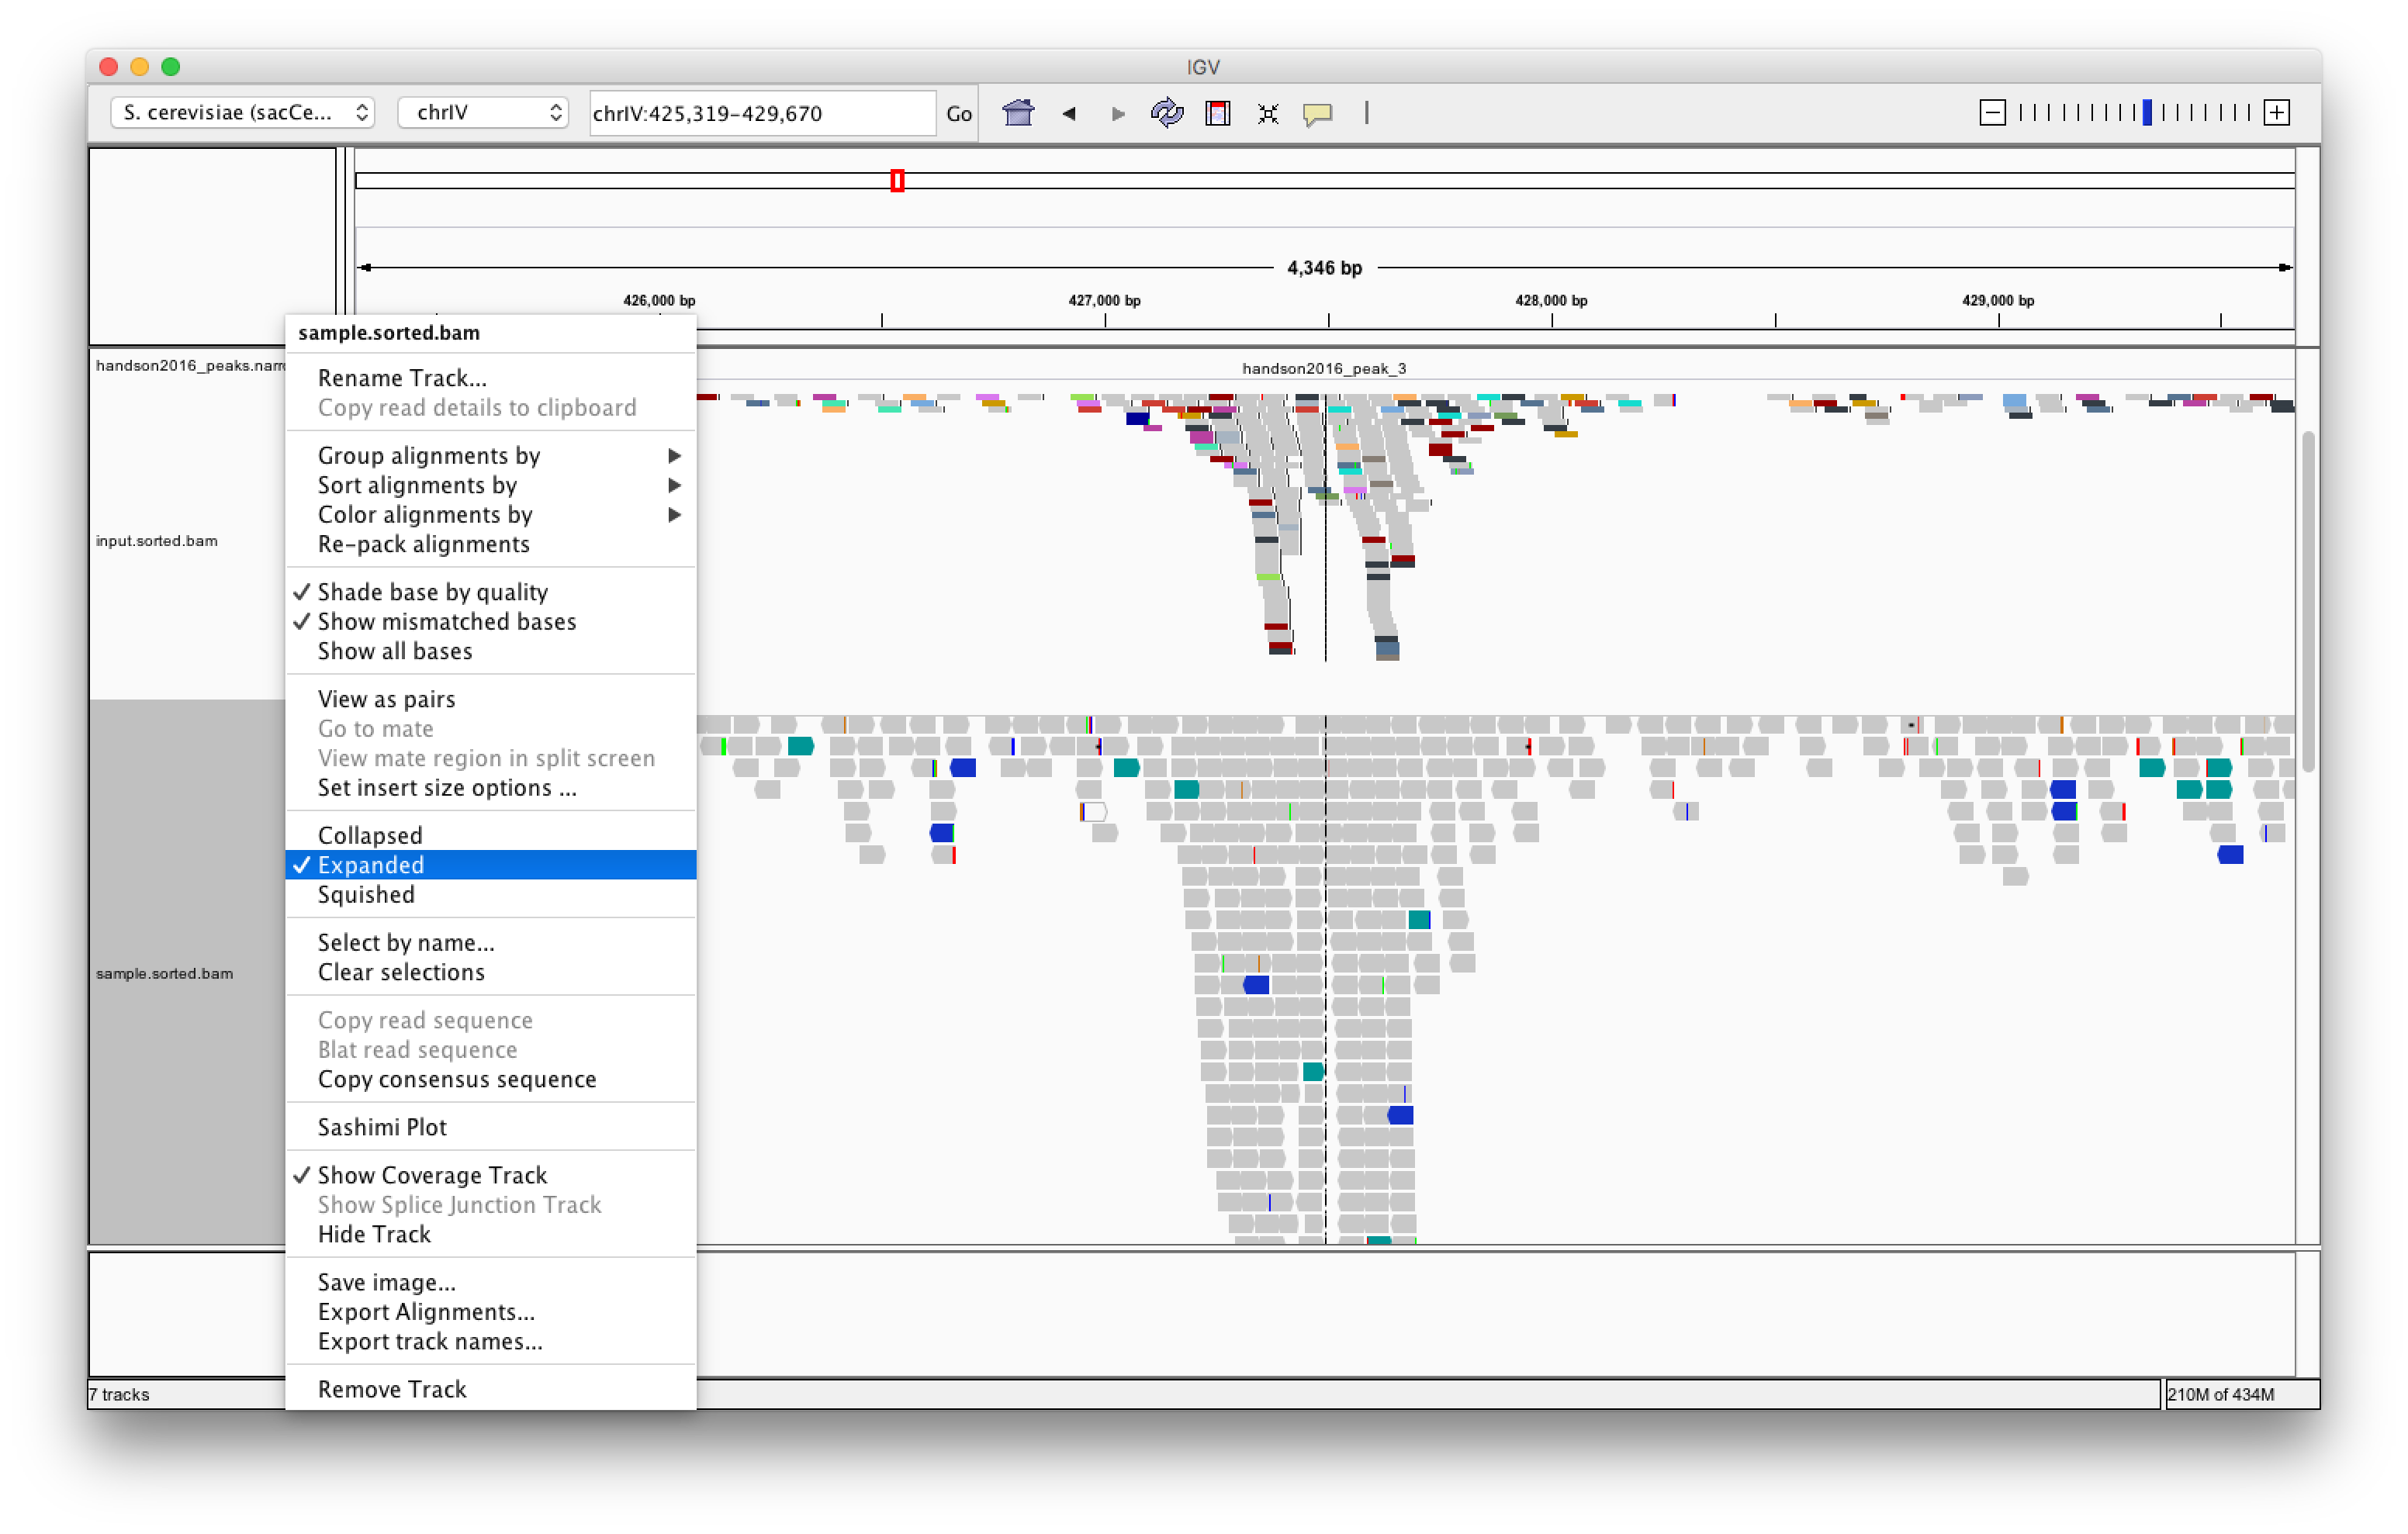 IGV
S. cerevisiae (sacCe...
chrIV
chrIV:425,319-429,670
Go
4,346 bp
426,000 bp
427,000 bp
428,000 bp
429,000 bp
sample.sorted.bam
handson2016_peaks.narro
handson2016_peak_3
Rename Track...
Copy read details to clipboard
Group alignments by
Sort alignments by
Color alignments by
Re-pack alignments
input.sorted.bam
Shade base by quality
Show mismatched bases
Show all bases
View as pairs
Go to mate
View mate region in split screen
Set insert size options ...
Collapsed
Expanded
Squished
Select by name...
Clear selections
sample.sorted.bam
Copy read sequence
Blat read sequence
Copy consensus sequence
Sashimi Plot
Show Coverage Track
Show Splice Junction Track
Hide Track
Save image...
Export Alignments...
Export track names...
Remove Track
7 tracks
210M of 434M